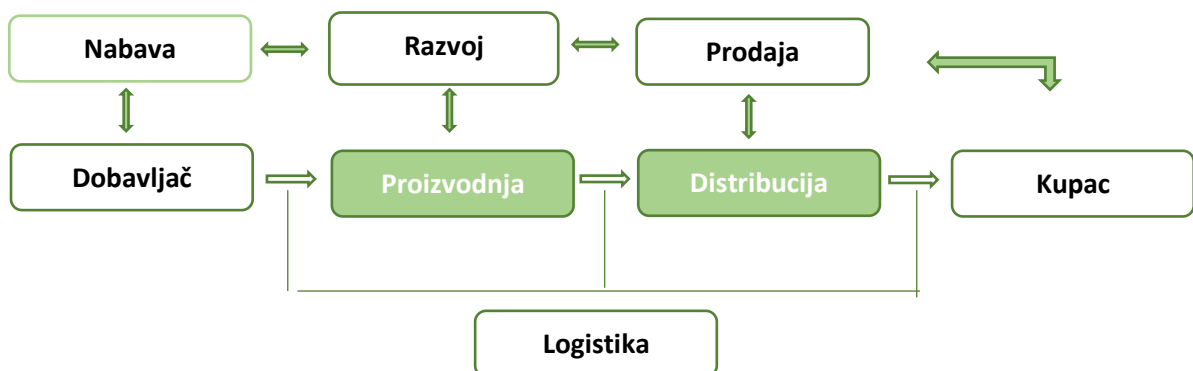 Nabava
Razvoj
Prodaja
Dobavljač
Proizvodnja
Distribucija
Kupac
Logistika